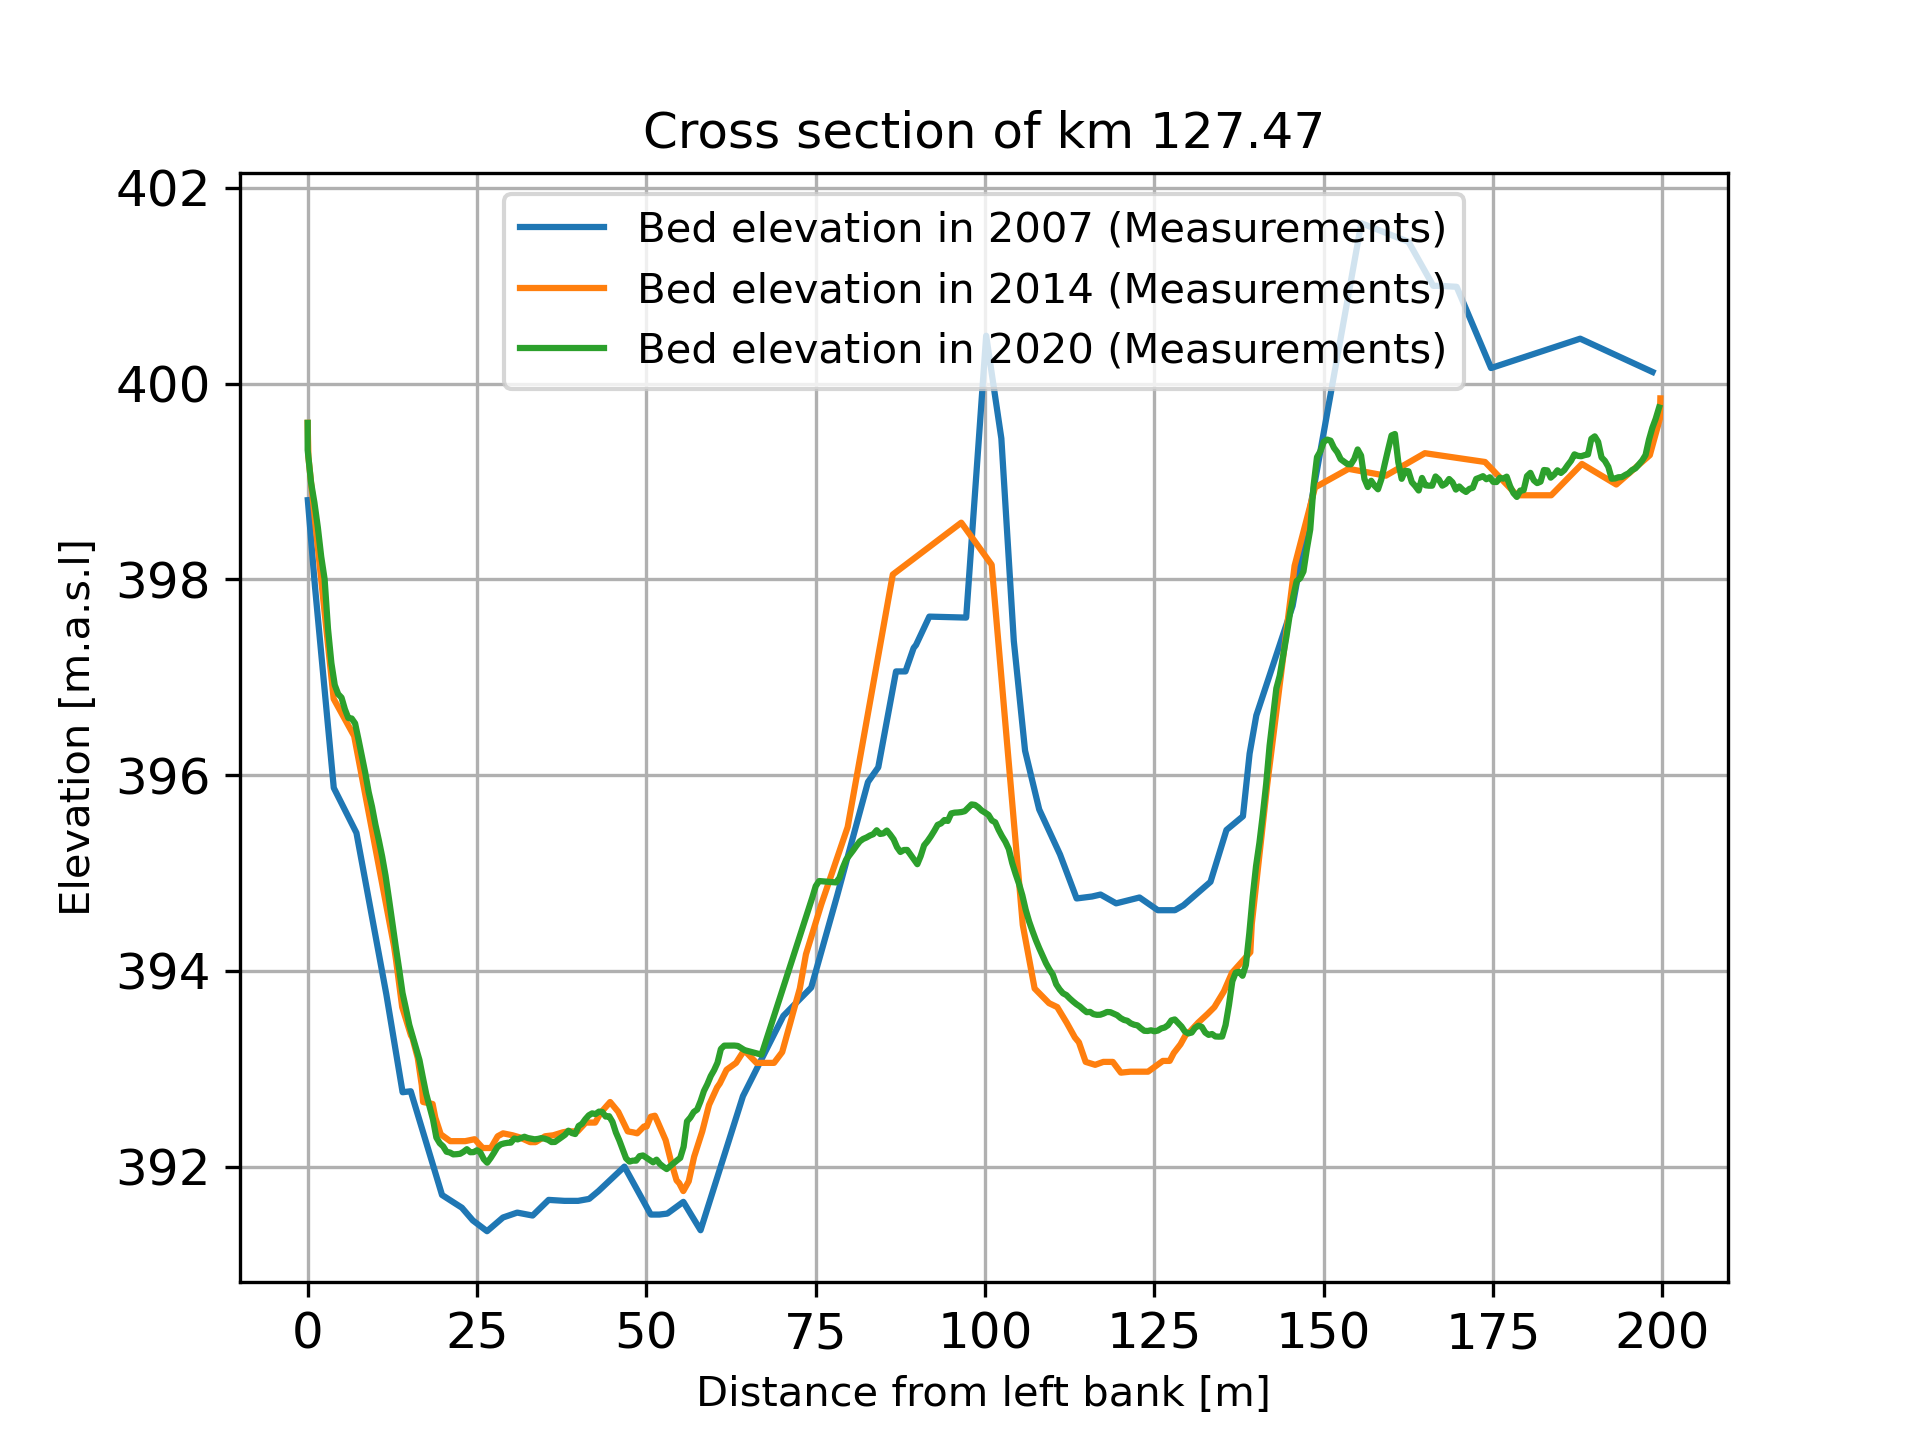 Cross section of km 127.47
402
400
398
396
394
392
Elevation [m.a.s.l]
Bed elevation in 2007 (Measurements)
Bed elevation in 2014 (Measurements)
Bed elevation in 2020 (Measurements)
0 25 50 75 100 125 150 175 200
Distance from left bank [m]